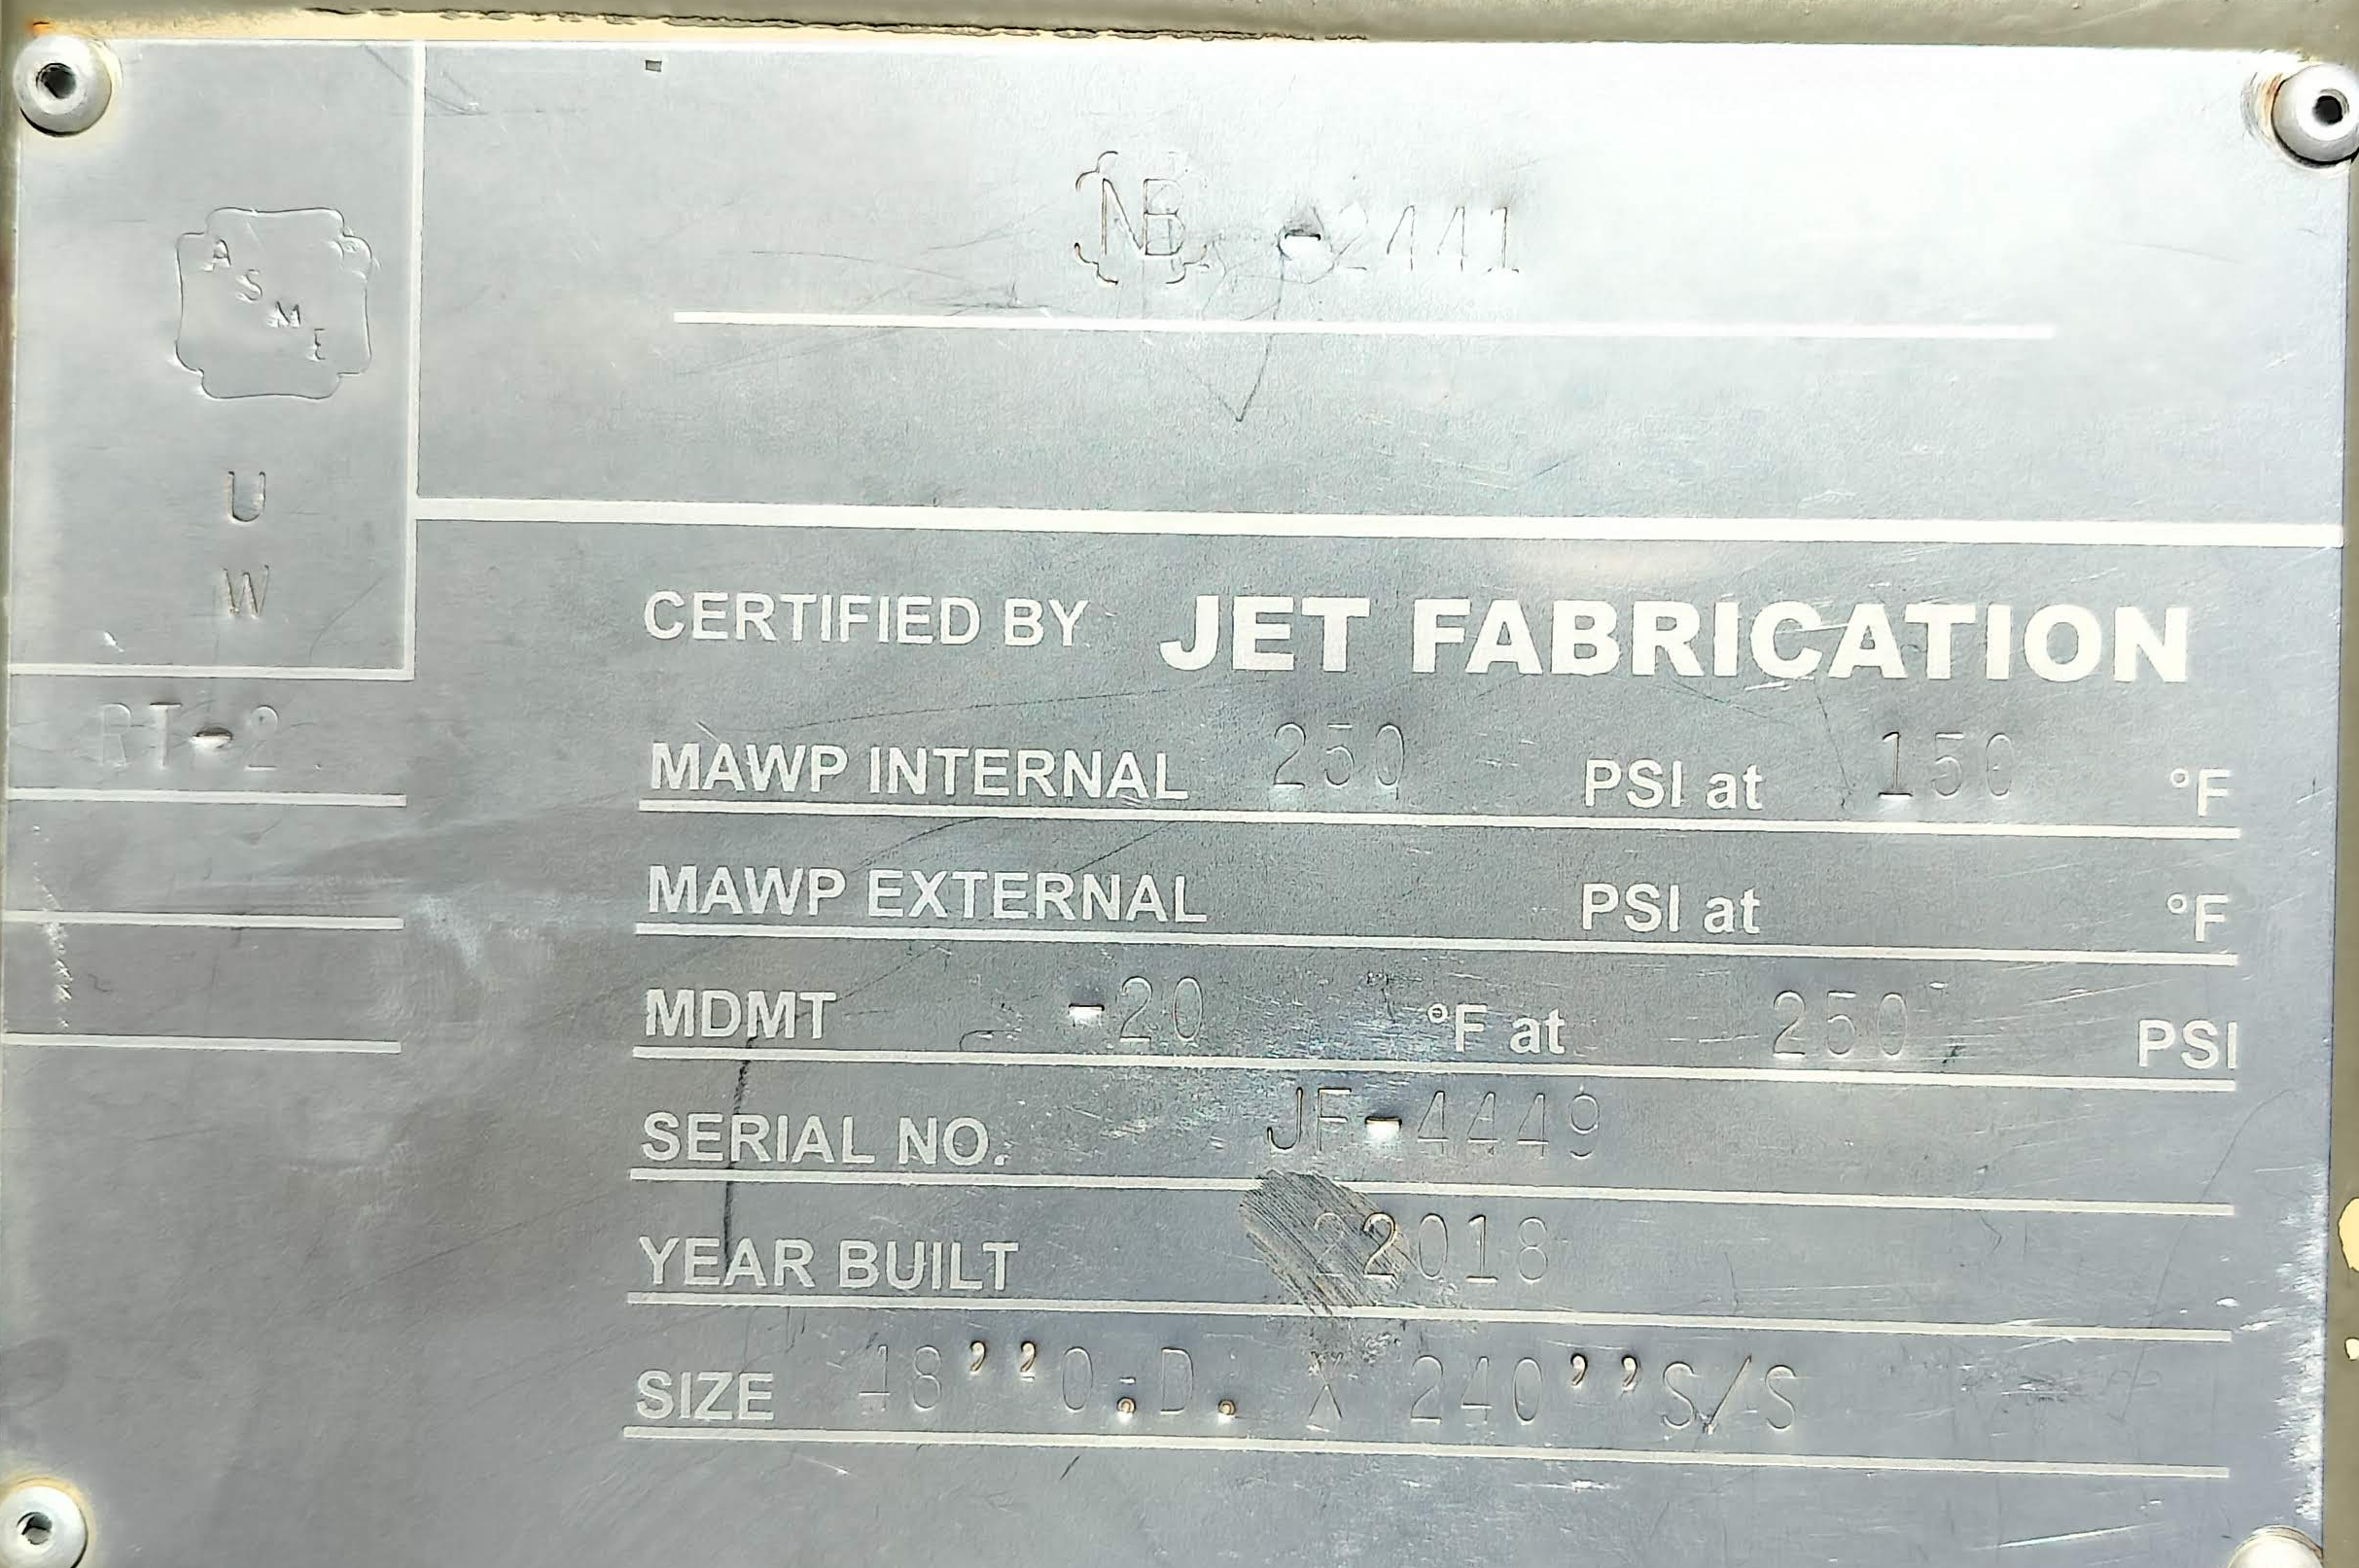 ASME
U
W
RT-2
NB -2441
CERTIFIED BY JET FABRICATION
MAWP INTERNAL 250 PSI at 150 °F
MAWP EXTERNAL PSI at °F
MDMT -20 °F at 250 PSI
SERIAL NO. JF-4449
YEAR BUILT 22018
SIZE 48’’O.D. X 240’’S/S